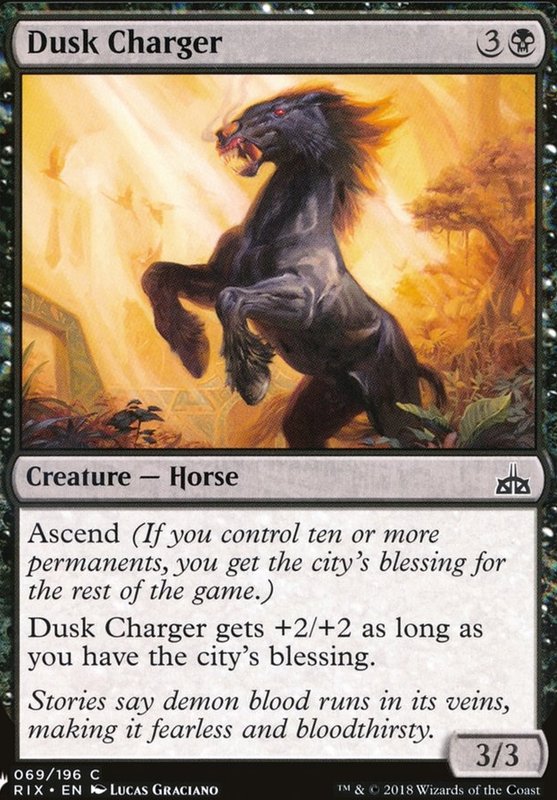 Dusk Charger 3
Creature — Horse
Ascend (If you control ten or more
permanents, you get the city's blessing for
the rest of the game.)
Dusk Charger gets +2/+2 as long as
you have the city's blessing.
Stories say demon blood runs in its veins,
making it fearless and bloodthirsty.
3/3
069/196 C
RIX • EN Lucas Graciano
™ & © 2018 Wizards of the Coast